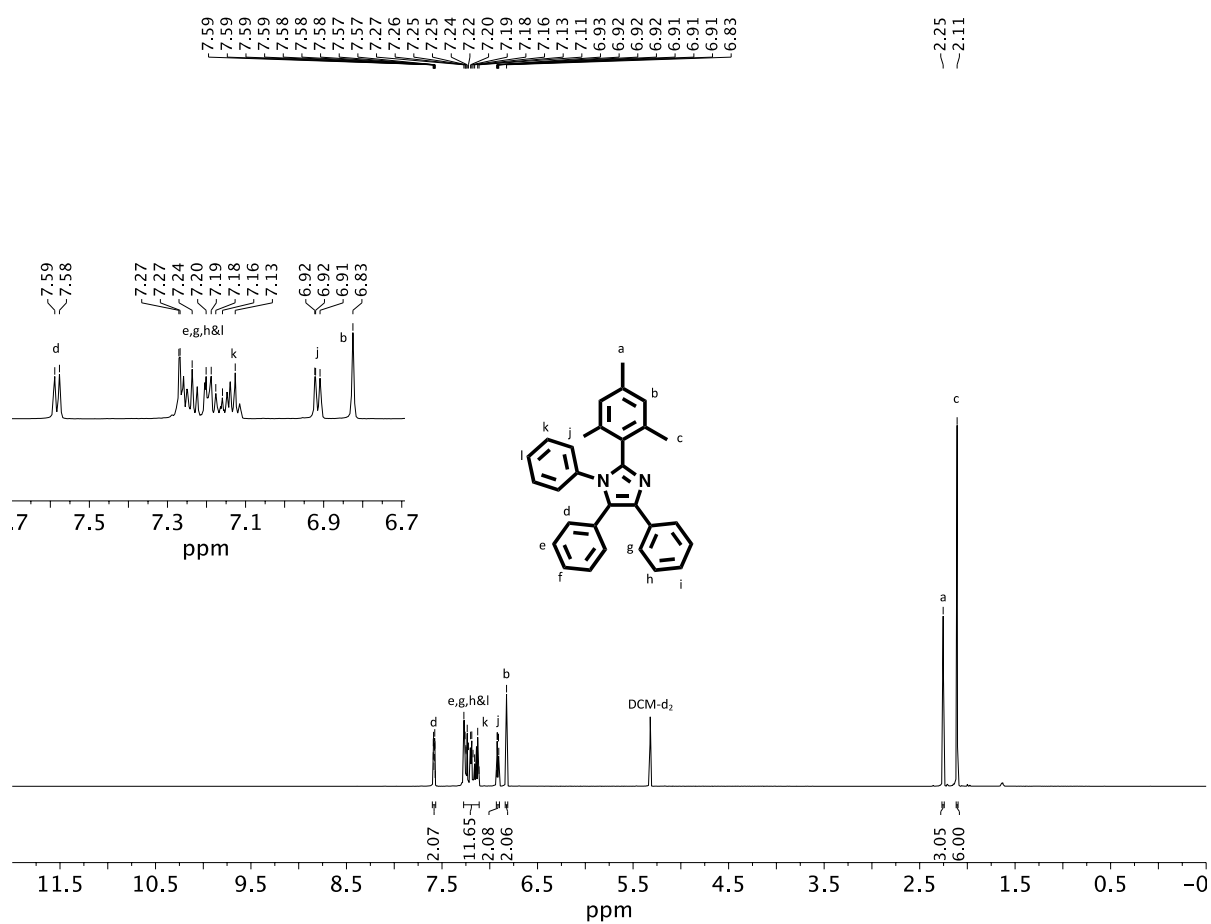 7.59 7.59 7.59 7.59 7.58 7.58 7.58 7.57 7.57 7.27 7.26 7.25 7.25 7.24 7.22 7.20 7.19 7.18 7.16 7.13 7.11 6.93 6.92 6.92 6.92 6.91 6.91 6.91 6.83 2.25 2.11
7.59 7.58 7.27 7.27 7.24 7.20 7.19 7.18 7.16 7.13 6.92 6.92 6.91 6.83
d e,g,h&l k j b
.7 7.5 7.3 7.1 6.9 6.7
ppm
a
b
k j c
l
N N
d
e g
f h i
c
a
b
d e,g,h&l k j DCM-d₂
2.07 11.65 2.08 2.06 3.05 6.00
11.5 10.5 9.5 8.5 7.5 6.5 5.5 4.5 3.5 2.5 1.5 0.5 -0
ppm